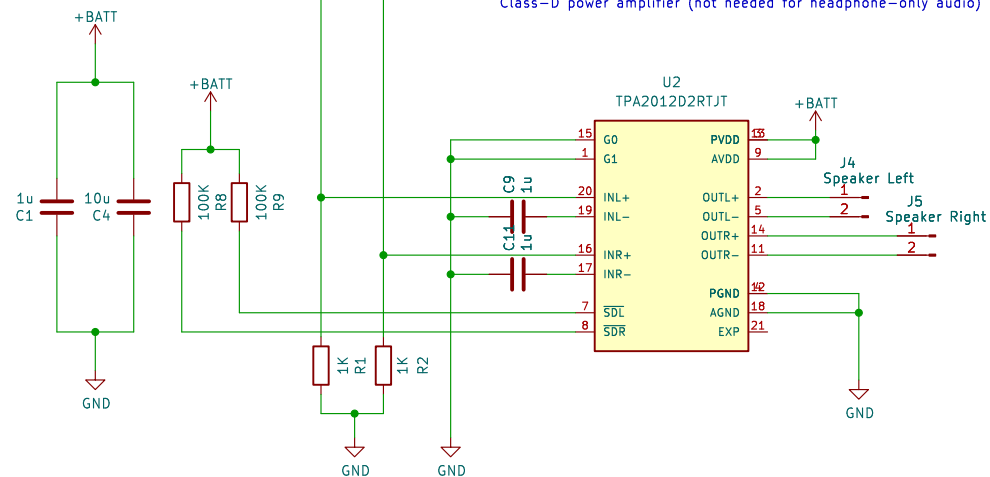 Class-D power amplifier (not needed for headphone-only audio)
+BATT
1u
C1
10u
C4
GND
+BATT
100K
R8
100K
R9
1K
R1
1K
R2
GND
GND
C9
1u
C11
1u
U2
TPA2012D2RTJT
15 G0
1 G1
20 INL+
19 INL-
16 INR+
17 INR-
7 SDL
8 SDR
PVDD
AVDD 9
OUTL+ 2
OUTL- 5
OUTR+ 14
OUTR- 11
PGND
AGND 18
EXP 21
+BATT
J4
Speaker Left
1
2
J5
Speaker Right
1
2
GND